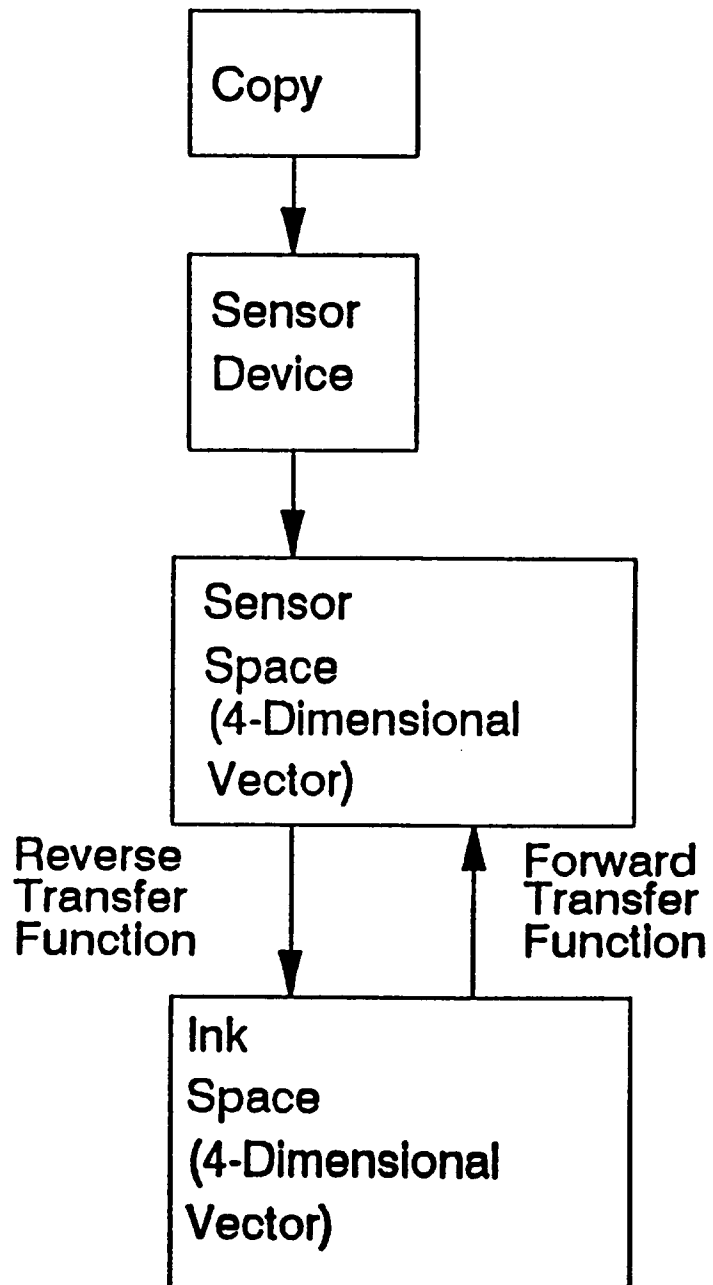 Copy
Sensor
Device
Sensor
Space
(4-Dimensional
Vector)
Reverse
Transfer
Function
Forward
Transfer
Function
Ink
Space
(4-Dimensional
Vector)